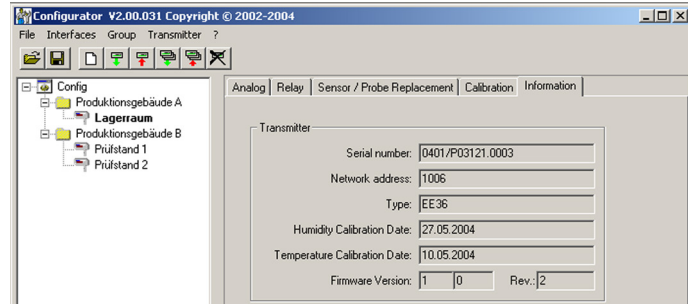 Configurator V2.00.031 Copyright © 2002-2004
File Interfaces Group Transmitter ?
Config
Produktionsgebäude A
Lagerraum
Produktionsgebäude B
Prüfstand 1
Prüfstand 2
Analog Relay Sensor / Probe Replacement Calibration Information
Transmitter
Serial number: 0401/P03121.0003
Network address: 1006
Type: EE36
Humidity Calibration Date: 27.05.2004
Temperature Calibration Date: 10.05.2004
Firmware Version: 1 0 Rev.: 2